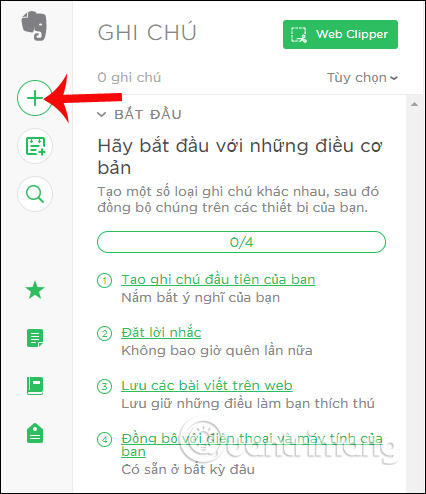 GHI CHÚ
Web Clipper
0 ghi chú
Tùy chọn
BẮT ĐẦU
Hãy bắt đầu với những điều cơ
bản
Tạo một số loại ghi chú khác nhau, sau đó
đồng bộ chúng trên các thiết bị của bạn.
0/4
1 Tạo ghi chú đầu tiên của bạn
Nắm bắt ý nghĩ của bạn
2 Đặt lời nhắc
Không bao giờ quên lần nữa
3 Lưu các bài viết trên web
Lưu giữ những điều làm bạn thích thú
4 Đồng bộ với điện thoại và máy tính của
bạn
Có sẵn ở bất kỳ đâu
quantrimang